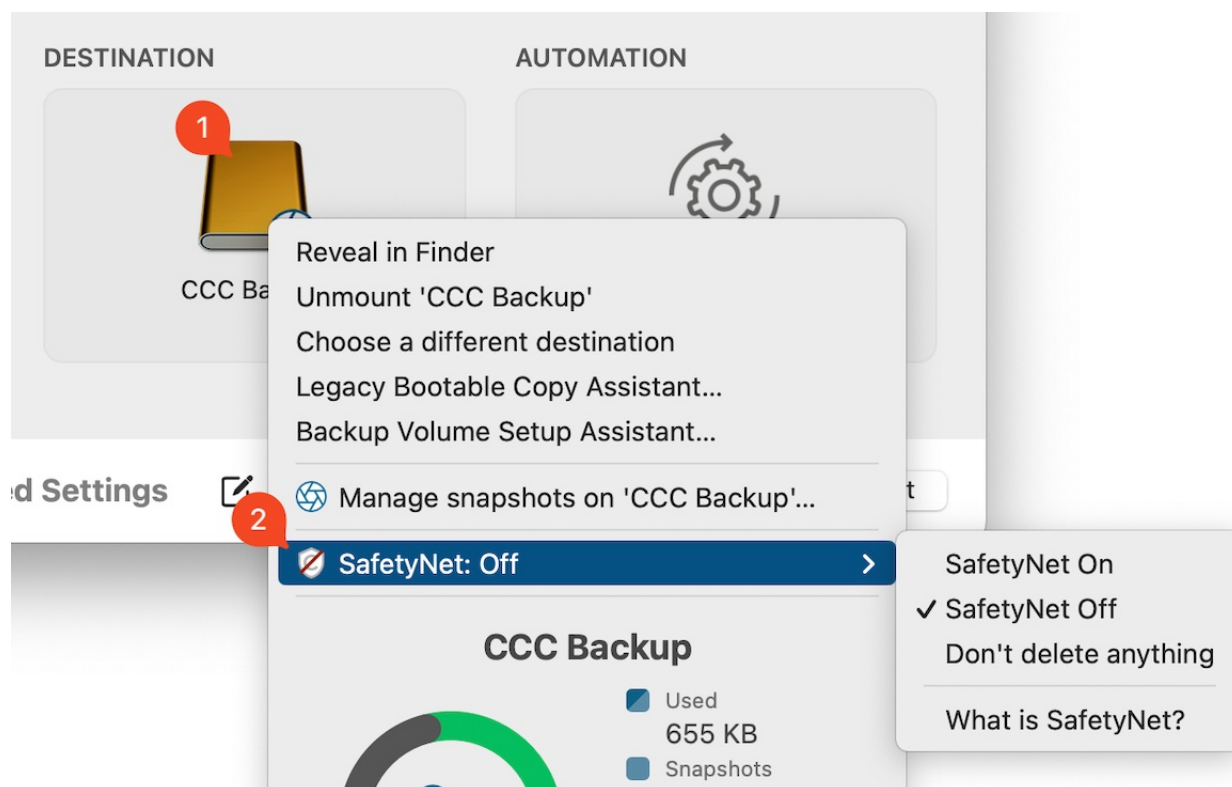 DESTINATION
AUTOMATION
1
CCC Ba
Reveal in Finder
Unmount 'CCC Backup'
Choose a different destination
Legacy Bootable Copy Assistant...
Backup Volume Setup Assistant...
ed Settings
Manage snapshots on 'CCC Backup'...
t
2
SafetyNet: Off
SafetyNet On
SafetyNet Off
Don't delete anything
What is SafetyNet?
CCC Backup
Used
655 KB
Snapshots